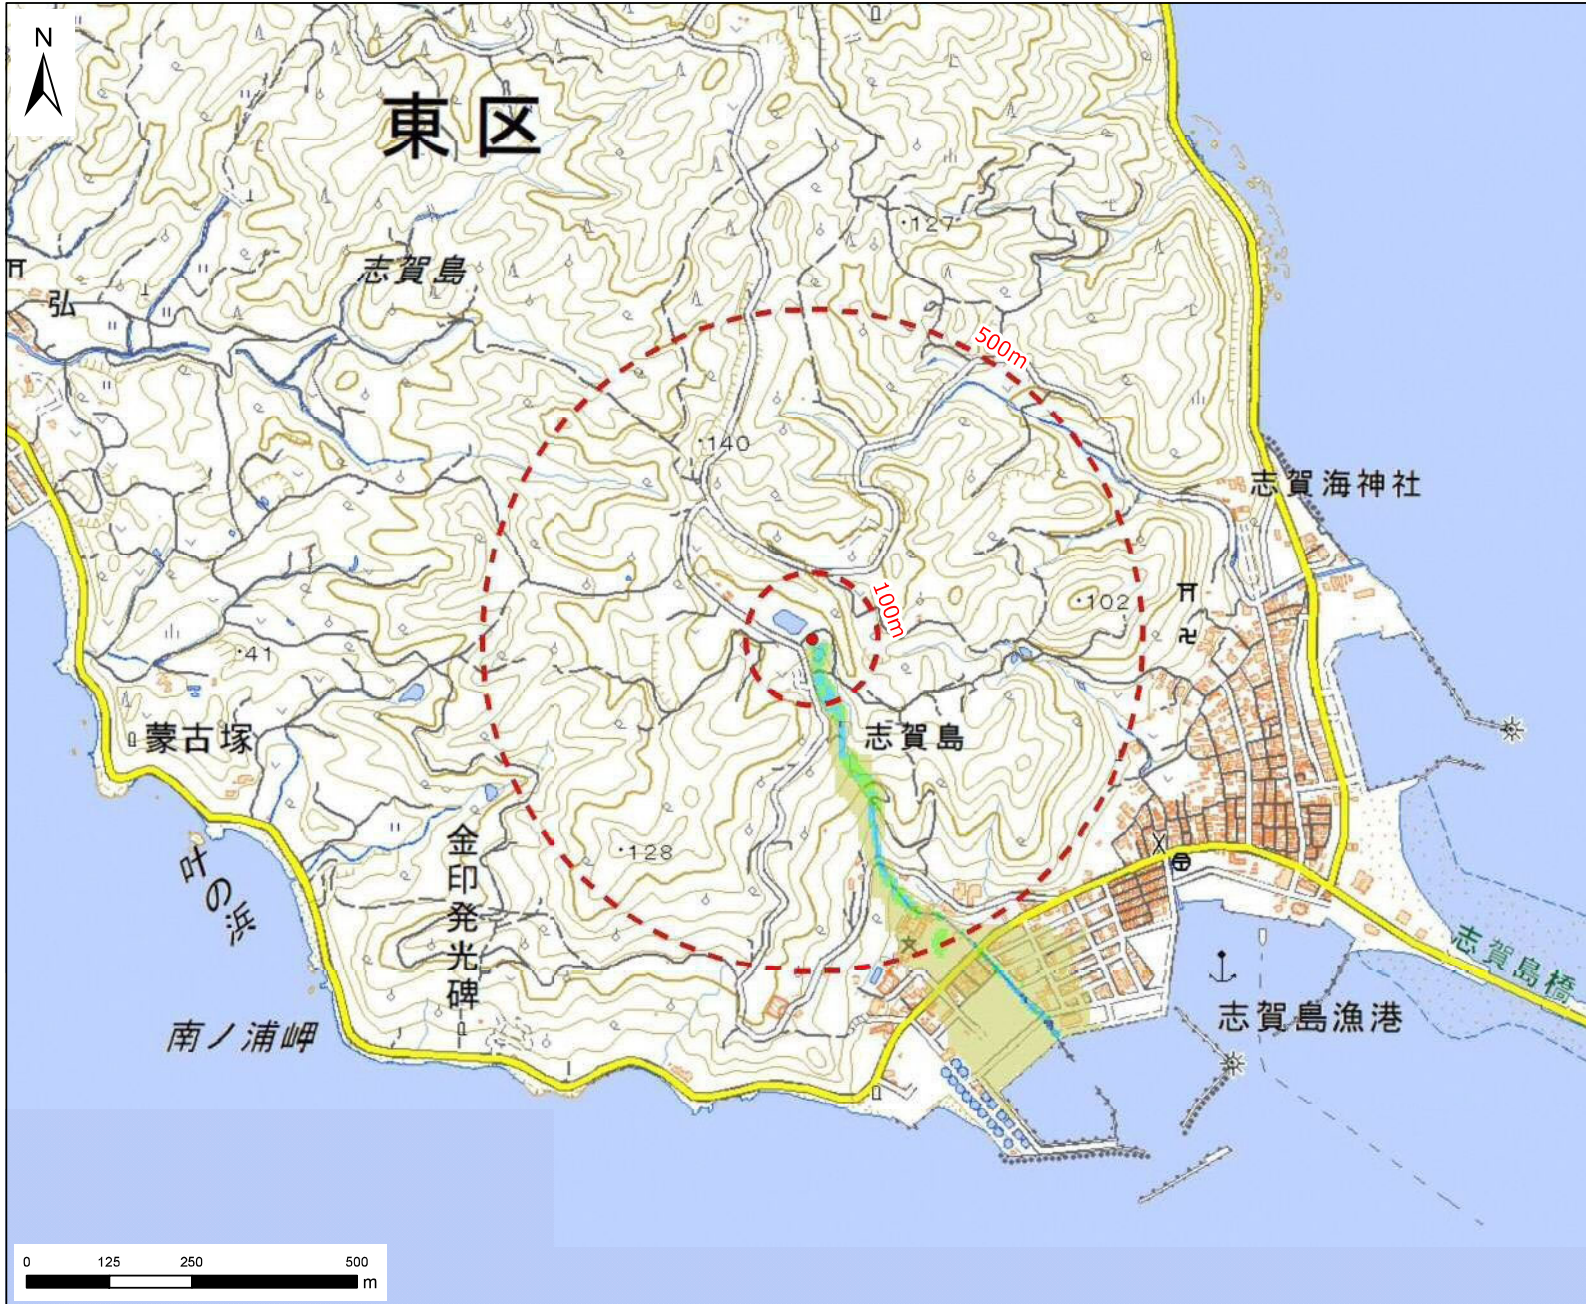 N
東区
・127
志賀島
弘
500m
・140
志賀海神社
100m
・102
・41
志賀島
蒙古塚
・128
金印発光碑
叶の浜
志賀島橋
志賀島漁港
南ノ浦岬
0 125 250 500
m